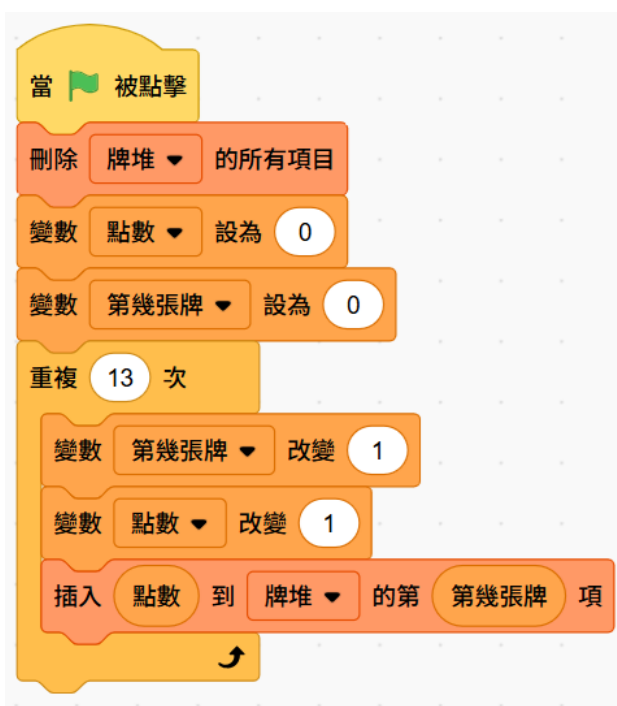 當 被點擊
刪除 牌堆 的所有項目
變數 點數 設為 0
變數 第幾張牌 設為 0
重複 13 次
變數 第幾張牌 改變 1
變數 點數 改變 1
插入 點數 到 牌堆 的第 第幾張牌 項